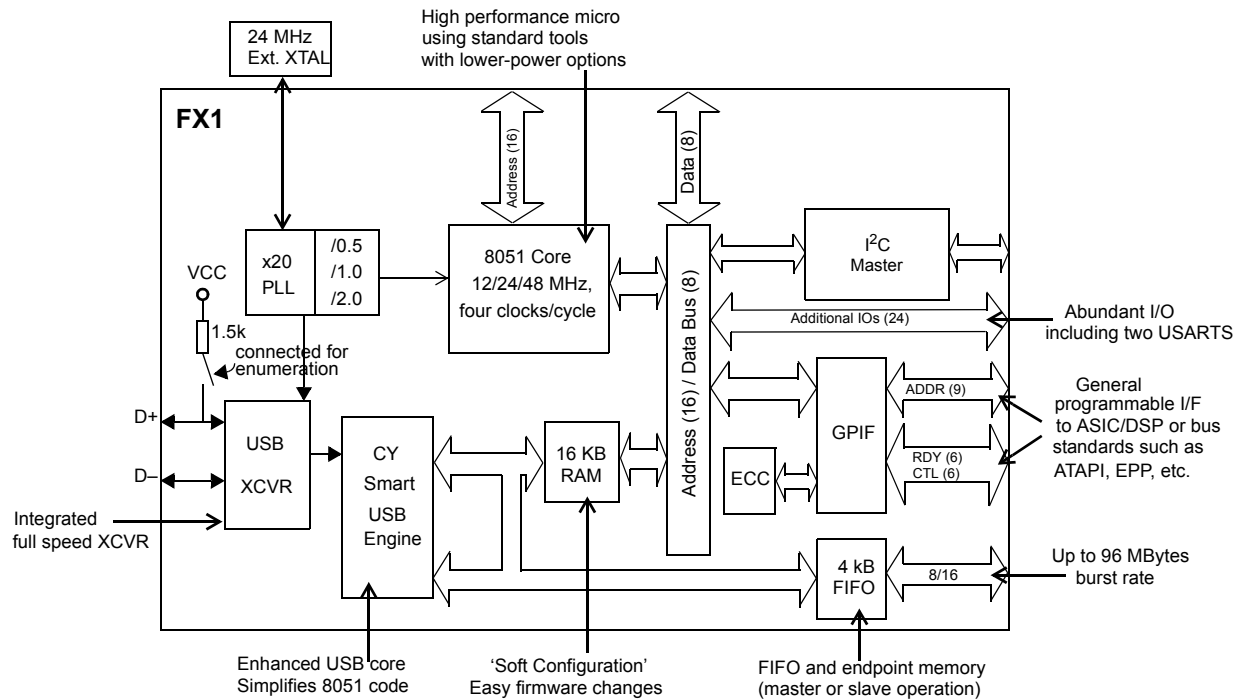 High performance micro
using standard tools
with lower-power options
24 MHz
Ext. XTAL
FX1
Address (16)
Data (8)
x20
PLL
/0.5
/1.0
/2.0
8051 Core
12/24/48 MHz,
four clocks/cycle
I2C
Master
VCC
1.5k
connected for
enumeration
Address (16) / Data Bus (8)
Additional IOs (24)
Abundant I/O
including two USARTS
D+
D–
USB
XCVR
CY
Smart
USB
Engine
16 KB
RAM
ECC
GPIF
ADDR (9)
RDY (6)
CTL (6)
General
programmable I/F
to ASIC/DSP or bus
standards such as
ATAPI, EPP, etc.
Integrated
full speed XCVR
4 kB
FIFO
8/16
Up to 96 MBytes
burst rate
Enhanced USB core
Simplifies 8051 code
‘Soft Configuration’
Easy firmware changes
FIFO and endpoint memory
(master or slave operation)